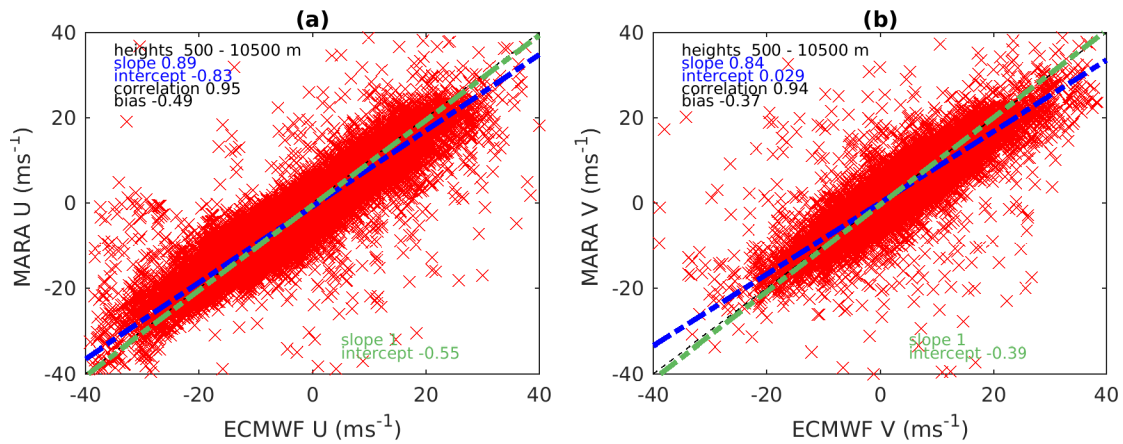 (a)
heights 500 - 10500 m
slope 0.89
intercept -0.83
correlation 0.95
bias -0.49
slope 1
intercept -0.55
40
20
0
-20
-40
-40
-20
0
20
40
MARA U (ms-1)
ECMWF U (ms-1)
(b)
heights 500 - 10500 m
slope 0.84
intercept 0.029
correlation 0.94
bias -0.37
slope 1
intercept -0.39
40
20
0
-20
-40
-40
-20
0
20
40
MARA V (ms-1)
ECMWF V (ms-1)